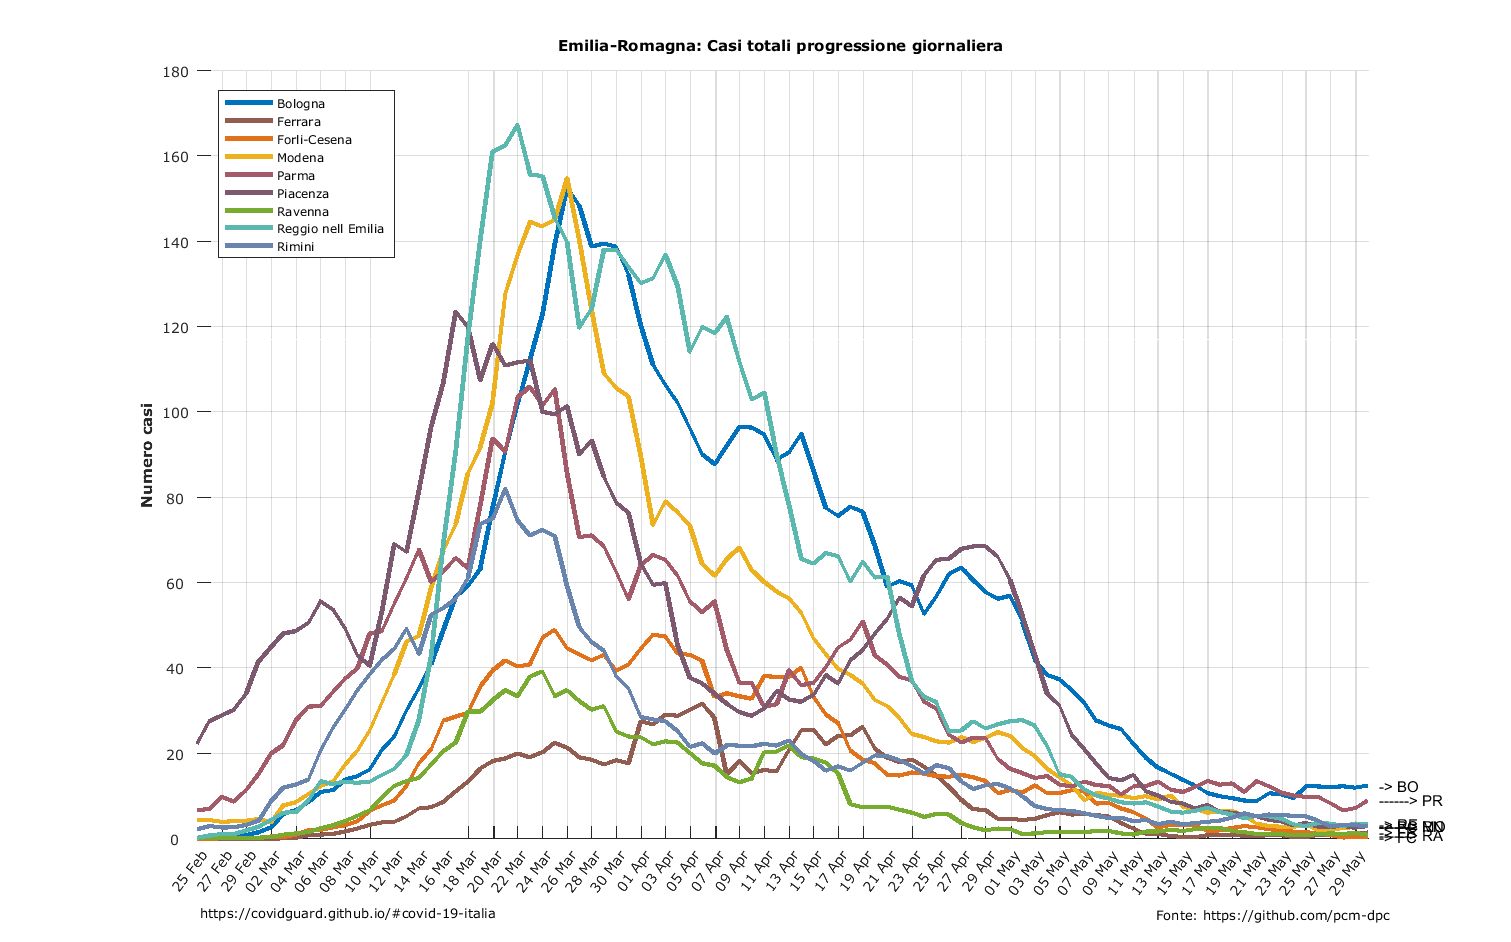 Emilia-Romagna: Casi totali progressione giornaliera
180
160
140
120
100
80
60
40
20
0
Numero casi
Bologna
Ferrara
Forli-Cesena
Modena
Parma
Piacenza
Ravenna
Reggio nell Emilia
Rimini
-> BO
------> PR
RA
25 Feb
27 Feb
29 Feb
02 Mar
04 Mar
06 Mar
08 Mar
10 Mar
12 Mar
14 Mar
16 Mar
18 Mar
20 Mar
22 Mar
24 Mar
26 Mar
28 Mar
30 Mar
01 Apr
03 Apr
05 Apr
07 Apr
09 Apr
11 Apr
13 Apr
15 Apr
17 Apr
19 Apr
21 Apr
23 Apr
25 Apr
27 Apr
29 Apr
01 May
03 May
05 May
07 May
09 May
11 May
13 May
15 May
17 May
19 May
21 May
23 May
25 May
27 May
29 May
https://covidguard.github.io/#covid-19-italia
Fonte: https://github.com/pcm-dpc